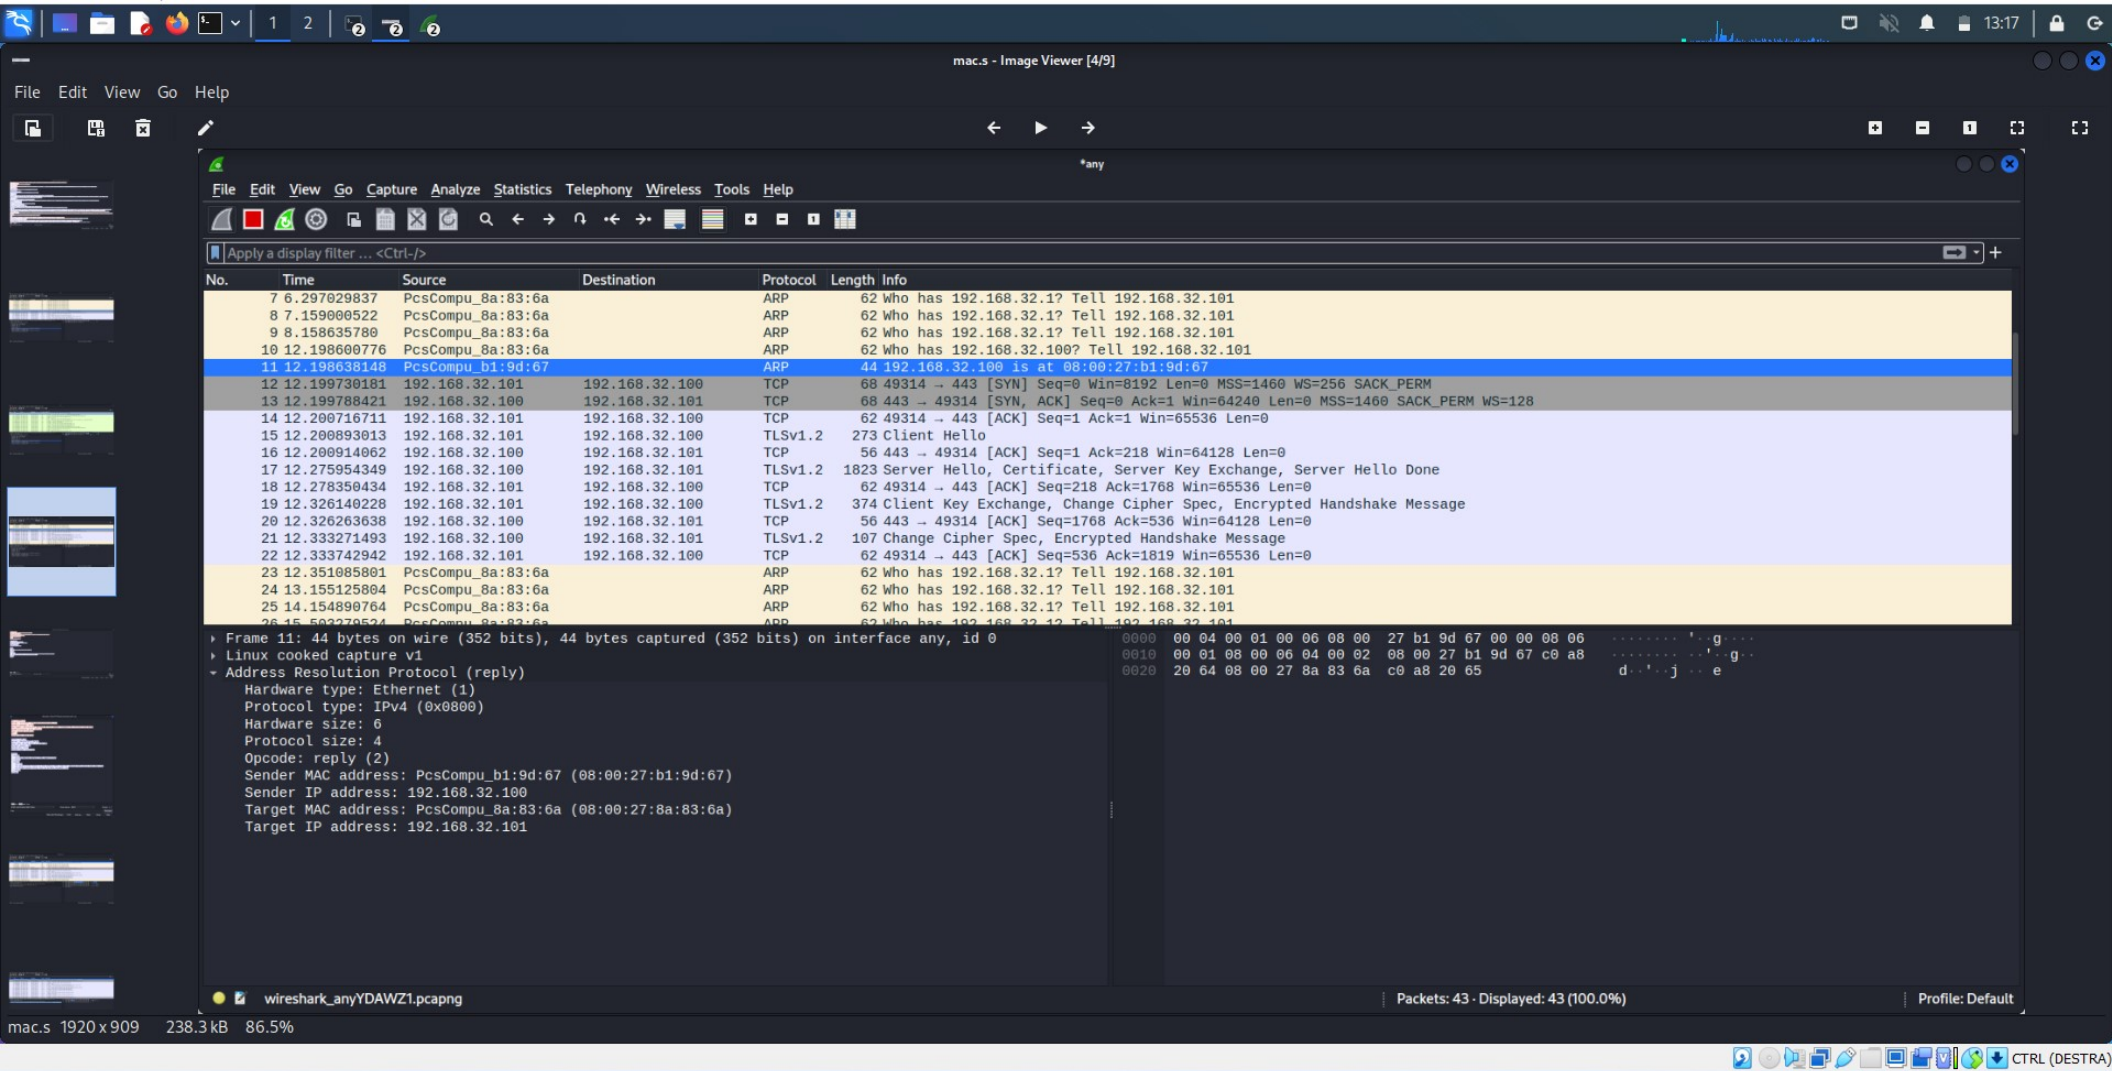 1 2 2 2 2 13:17
mac.s - Image Viewer [4/9]
File Edit View Go Help
*any
File Edit View Go Capture Analyze Statistics Telephony Wireless Tools Help
Apply a display filter ... <Ctrl-/>
No. Time Source Destination Protocol Length Info
7 6.297029837 PcsCompu_8a:83:6a ARP 62 Who has 192.168.32.1? Tell 192.168.32.101
8 7.159000522 PcsCompu_8a:83:6a ARP 62 Who has 192.168.32.1? Tell 192.168.32.101
9 8.158635780 PcsCompu_8a:83:6a ARP 62 Who has 192.168.32.1? Tell 192.168.32.101
10 12.198600776 PcsCompu_8a:83:6a ARP 62 Who has 192.168.32.100? Tell 192.168.32.101
11 12.198638148 PcsCompu_b1:9d:67 ARP 44 192.168.32.100 is at 08:00:27:b1:9d:67
12 12.199730181 192.168.32.101 192.168.32.100 TCP 68 49314 → 443 [SYN] Seq=0 Win=8192 Len=0 MSS=1460 WS=256 SACK_PERM
13 12.199788421 192.168.32.100 192.168.32.101 TCP 68 443 → 49314 [SYN, ACK] Seq=0 Ack=1 Win=64240 Len=0 MSS=1460 SACK_PERM WS=128
14 12.200716711 192.168.32.101 192.168.32.100 TCP 62 49314 → 443 [ACK] Seq=1 Ack=1 Win=65536 Len=0
15 12.200893013 192.168.32.101 192.168.32.100 TLSv1.2 273 Client Hello
16 12.200914062 192.168.32.100 192.168.32.101 TCP 56 443 → 49314 [ACK] Seq=1 Ack=218 Win=64128 Len=0
17 12.275954349 192.168.32.100 192.168.32.101 TLSv1.2 1823 Server Hello, Certificate, Server Key Exchange, Server Hello Done
18 12.278350434 192.168.32.101 192.168.32.100 TCP 62 49314 → 443 [ACK] Seq=218 Ack=1768 Win=65536 Len=0
19 12.326140228 192.168.32.101 192.168.32.100 TLSv1.2 374 Client Key Exchange, Change Cipher Spec, Encrypted Handshake Message
20 12.326263638 192.168.32.100 192.168.32.101 TCP 56 443 → 49314 [ACK] Seq=1768 Ack=536 Win=64128 Len=0
21 12.333271493 192.168.32.100 192.168.32.101 TLSv1.2 107 Change Cipher Spec, Encrypted Handshake Message
22 12.333742942 192.168.32.101 192.168.32.100 TCP 62 49314 → 443 [ACK] Seq=536 Ack=1819 Win=65536 Len=0
23 12.351085801 PcsCompu_8a:83:6a ARP 62 Who has 192.168.32.1? Tell 192.168.32.101
24 13.155125804 PcsCompu_8a:83:6a ARP 62 Who has 192.168.32.1? Tell 192.168.32.101
25 14.154890764 PcsCompu_8a:83:6a ARP 62 Who has 192.168.32.1? Tell 192.168.32.101
26 15.503279524 PcsCompu_8a:83:6a ARP 62 Who has 192.168.32.1? Tell 192.168.32.101
Frame 11: 44 bytes on wire (352 bits), 44 bytes captured (352 bits) on interface any, id 0
Linux cooked capture v1
Address Resolution Protocol (reply)
Hardware type: Ethernet (1)
Protocol type: IPv4 (0x0800)
Hardware size: 6
Protocol size: 4
Opcode: reply (2)
Sender MAC address: PcsCompu_b1:9d:67 (08:00:27:b1:9d:67)
Sender IP address: 192.168.32.100
Target MAC address: PcsCompu_8a:83:6a (08:00:27:8a:83:6a)
Target IP address: 192.168.32.101
0000 00 04 00 01 00 06 08 00 27 b1 9d 67 00 00 08 06 ········ '··g····
0010 00 01 08 00 06 04 00 02 08 00 27 b1 9d 67 c0 a8 ········ ··'··g··
0020 20 64 08 00 27 8a 83 6a c0 a8 20 65 d··'··j ·· e
wireshark_anyYDAWZ1.pcapng
Packets: 43 · Displayed: 43 (100.0%)
Profile: Default
mac.s 1920 x 909 238.3 kB 86.5%
CTRL (DESTRA)